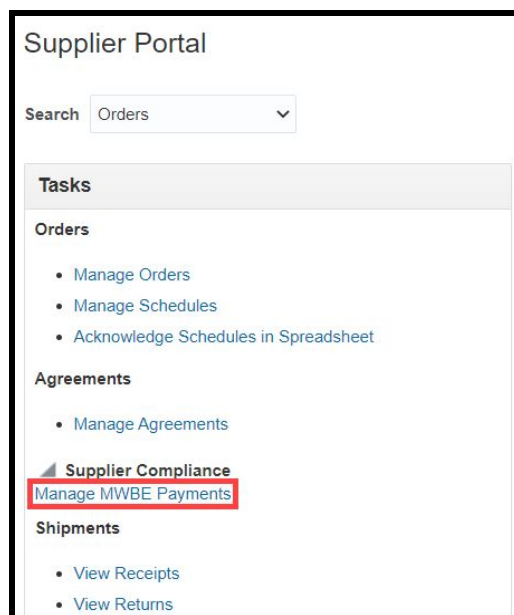 Supplier Portal
Search Orders
Tasks
Orders
Manage Orders
Manage Schedules
Acknowledge Schedules in Spreadsheet
Agreements
Manage Agreements
Supplier Compliance
Manage MWBE Payments
Shipments
View Receipts
View Returns